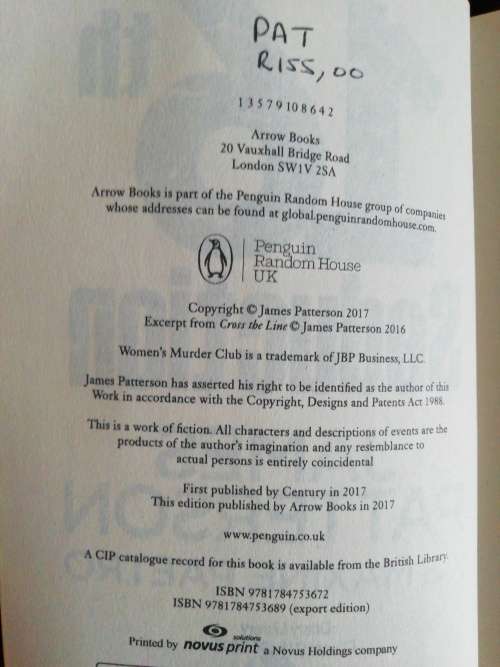 PAT
R155,00
1 3 5 7 9 10 8 6 4 2
Arrow Books
20 Vauxhall Bridge Road
London SW1V 2SA
Arrow Books is part of the Penguin Random House group of companies
whose addresses can be found at global.penguinrandomhouse.com.
Penguin
Random House
UK
Copyright © James Patterson 2017
Excerpt from Cross the Line © James Patterson 2016
Women's Murder Club is a trademark of JBP Business, LLC.
James Patterson has asserted his right to be identified as the author of this
Work in accordance with the Copyright, Designs and Patents Act 1988.
This is a work of fiction. All characters and descriptions of events are the
products of the author's imagination and any resemblance to
actual persons is entirely coincidental
First published by Century in 2017
This edition published by Arrow Books in 2017
www.penguin.co.uk
A CIP catalogue record for this book is available from the British Library.
ISBN 9781784753672
ISBN 9781784753689 (export edition)
solutions
Printed by novus print a Novus Holdings company